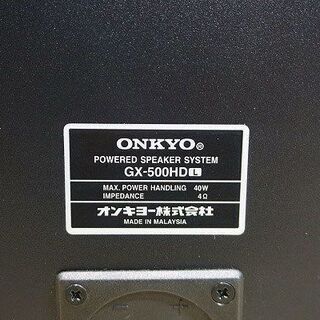 ONKYO®
POWERED SPEAKER SYSTEM
GX-500HD L
MAX. POWER HANDLING 40W
IMPEDANCE 4Ω
オンキヨー株式会社
MADE IN MALAYSIA